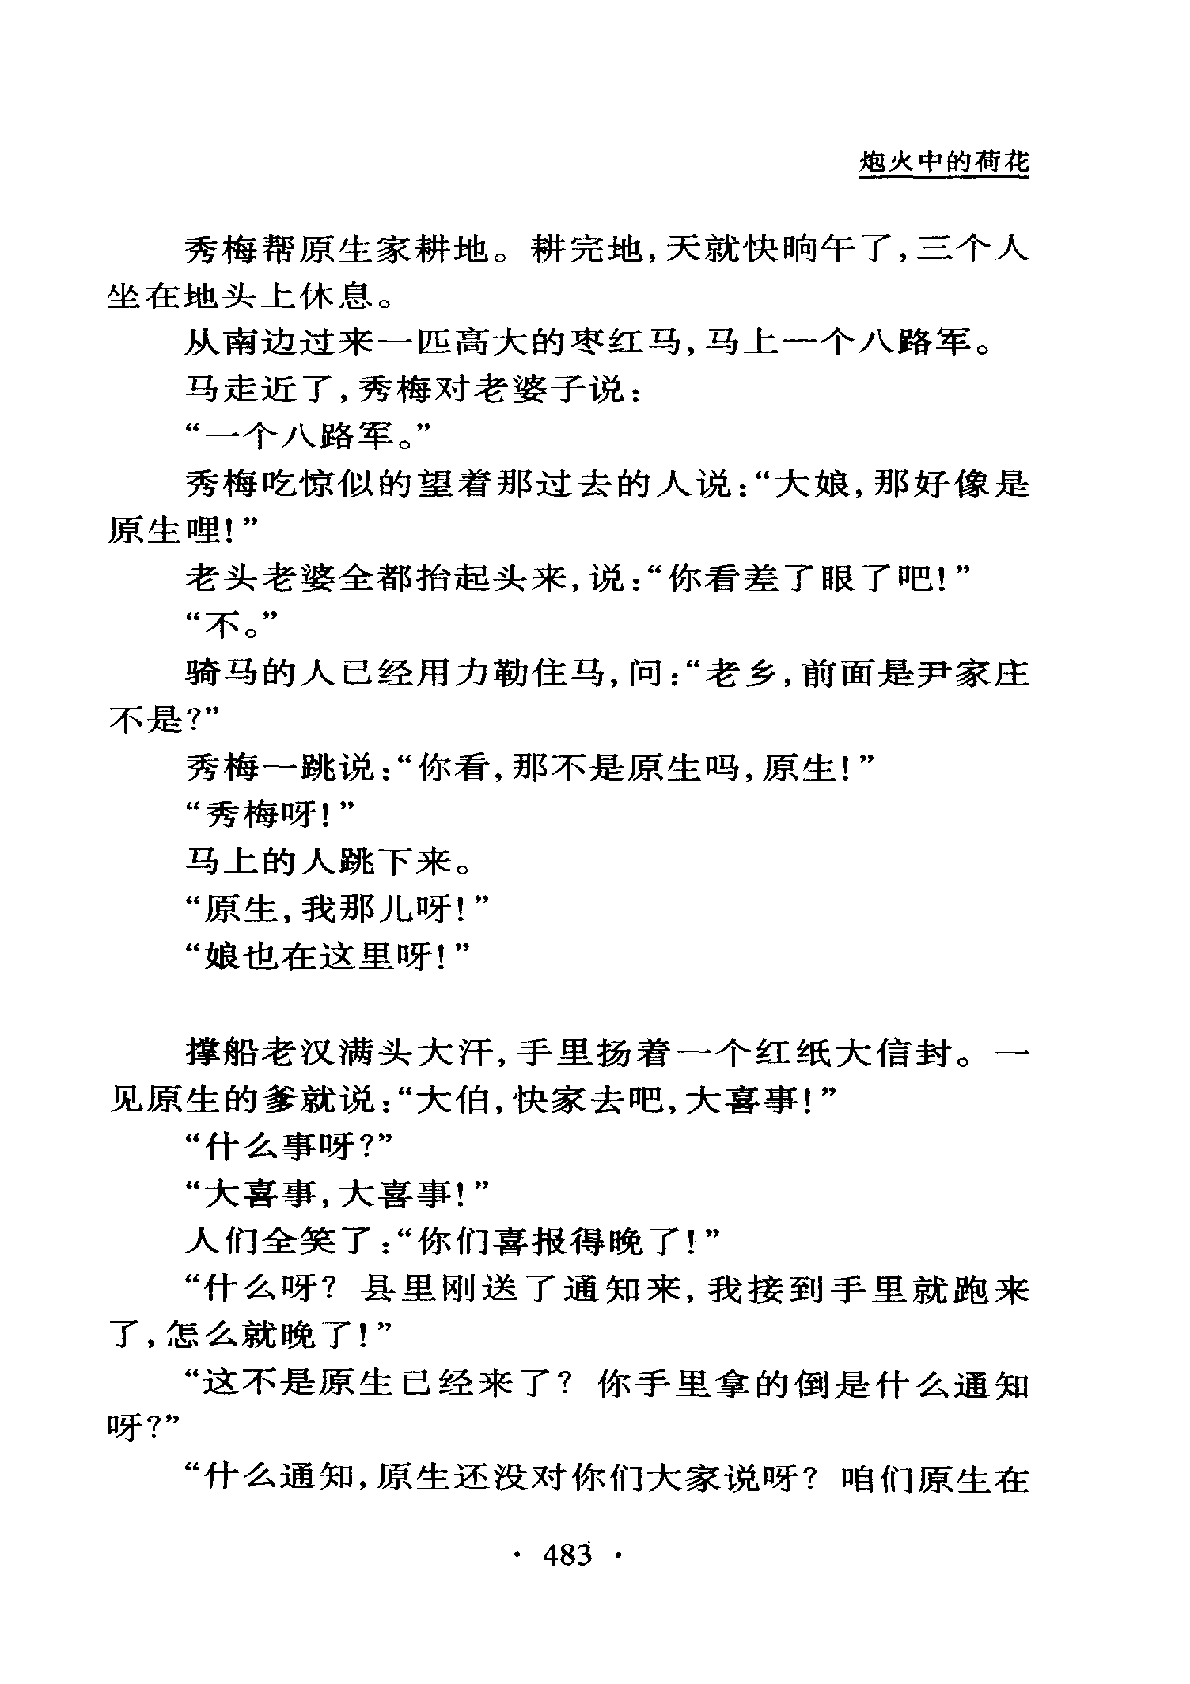 炮火中的荷花
秀梅帮原生家耕地。耕完地,天就快晌午了,三个人
坐在地头上休息。
从南边过来一匹高大的枣红马,马上一个八路军。
马走近了,秀梅对老婆子说:
“一个八路军。”
秀梅吃惊似的望着那过去的人说:“大娘,那好像是
原生哩!”
老头老婆全都抬起头来,说:“你看差了眼了吧!”
“不。”
骑马的人已经用力勒住马,问:“老乡,前面是尹家庄
不是?”
秀梅一跳说:“你看,那不是原生吗,原生!”
“秀梅呀!”
马上的人跳下来。
“原生,我那儿呀!”
“娘也在这里呀!”
撑船老汉满头大汗,手里扬着一个红纸大信封。一
见原生的爹就说:“大伯,快家去吧,大喜事!”
“什么事呀?”
“大喜事,大喜事!”
人们全笑了:“你们喜报得晚了!”
“什么呀? 县里刚送了通知来,我接到手里就跑来
了,怎么就晚了!”
“这不是原生已经来了? 你手里拿的倒是什么通知
呀?”
“什么通知,原生还没对你们大家说呀? 咱们原生在
· 483 ·